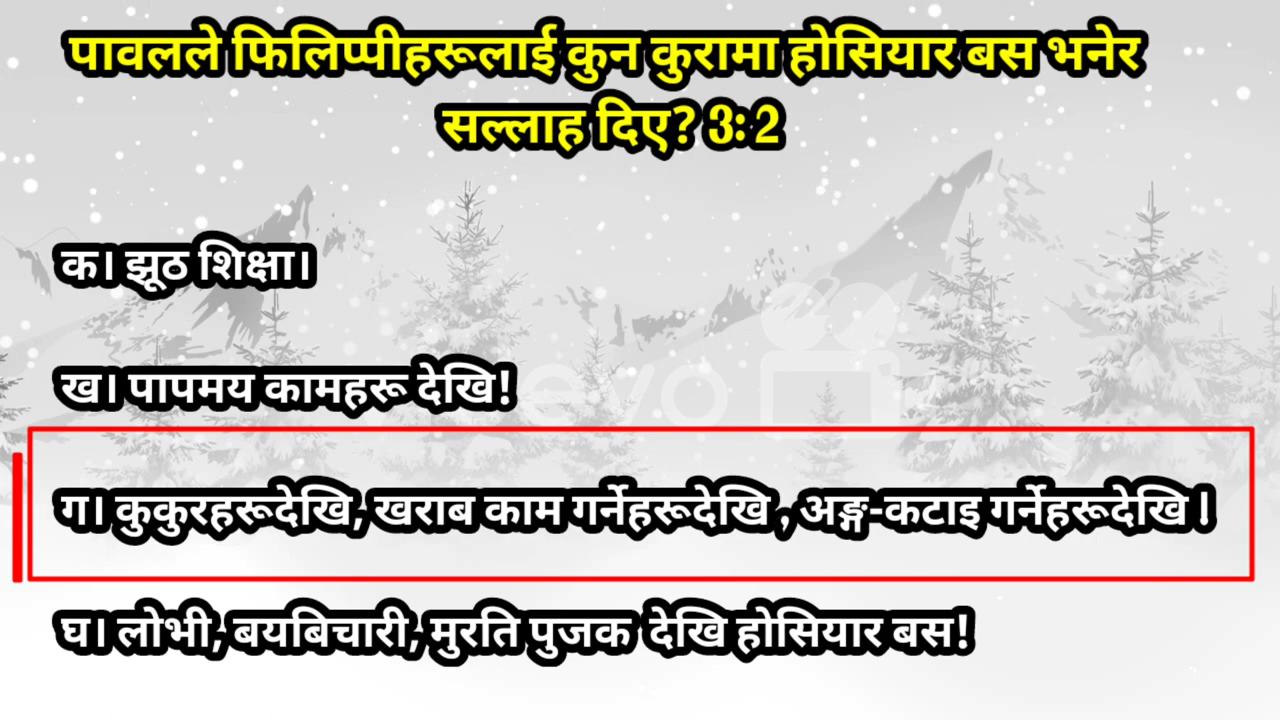 पावलले फिलिप्पीहरूलाई कुन कुरामा होसियार बस भनेर
सल्लाह दिए? 3:2
क। झूठ शिक्षा।
ख। पापमय कामहरू देखि!
ग। कुकुरहरूदेखि, खराब काम गर्नेहरूदेखि , अङ्ग-कटाइ गर्नेहरूदेखि !
घ। लोभी, बयबिचारी, मुरति पुजक देखि होसियार बस!